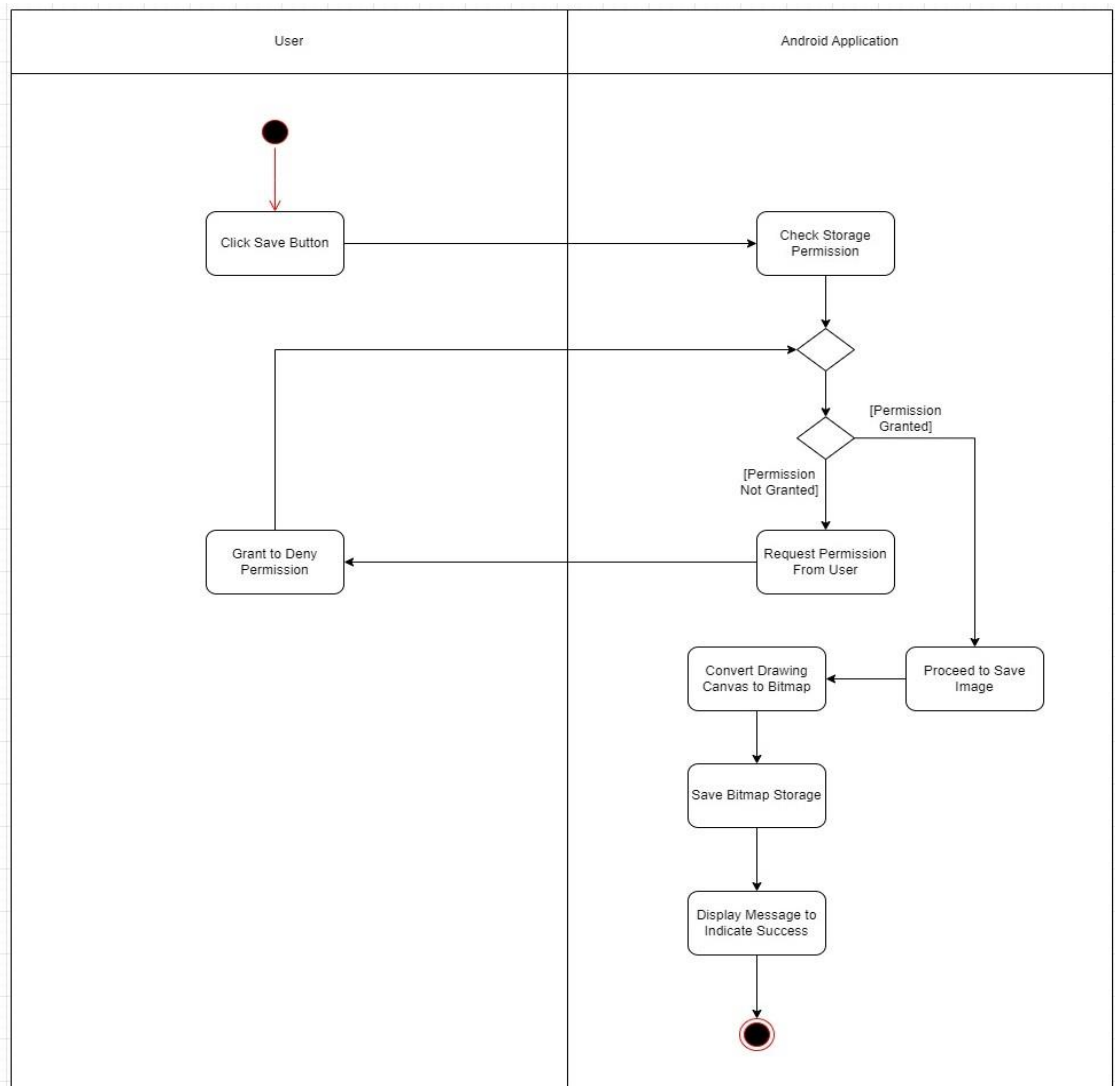 User
Android Application
Click Save Button
Check Storage
Permission
[Permission
Granted]
[Permission
Not Granted]
Grant to Deny
Permission
Request Permission
From User
Convert Drawing
Canvas to Bitmap
Proceed to Save
Image
Save Bitmap Storage
Display Message to
Indicate Success